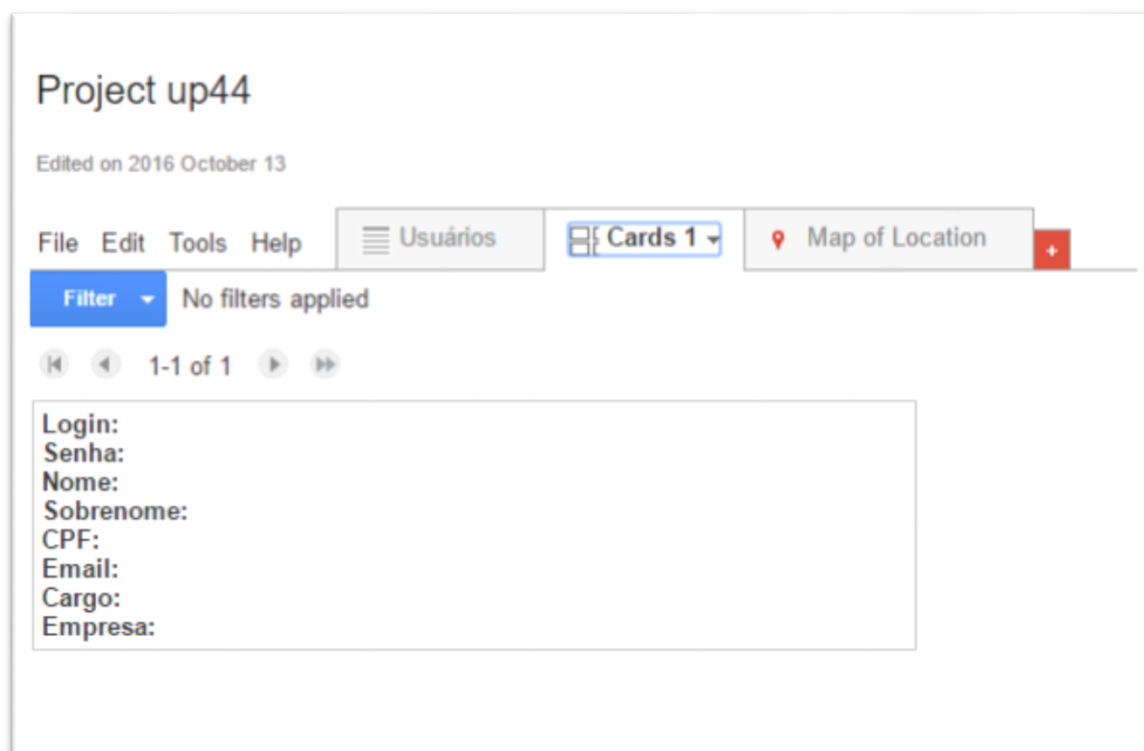 Project up44
Edited on 2016 October 13
File Edit Tools Help Usuários Cards 1 Map of Location +
Filter No filters applied
1-1 of 1
Login:
Senha:
Nome:
Sobrenome:
CPF:
Email:
Cargo:
Empresa: